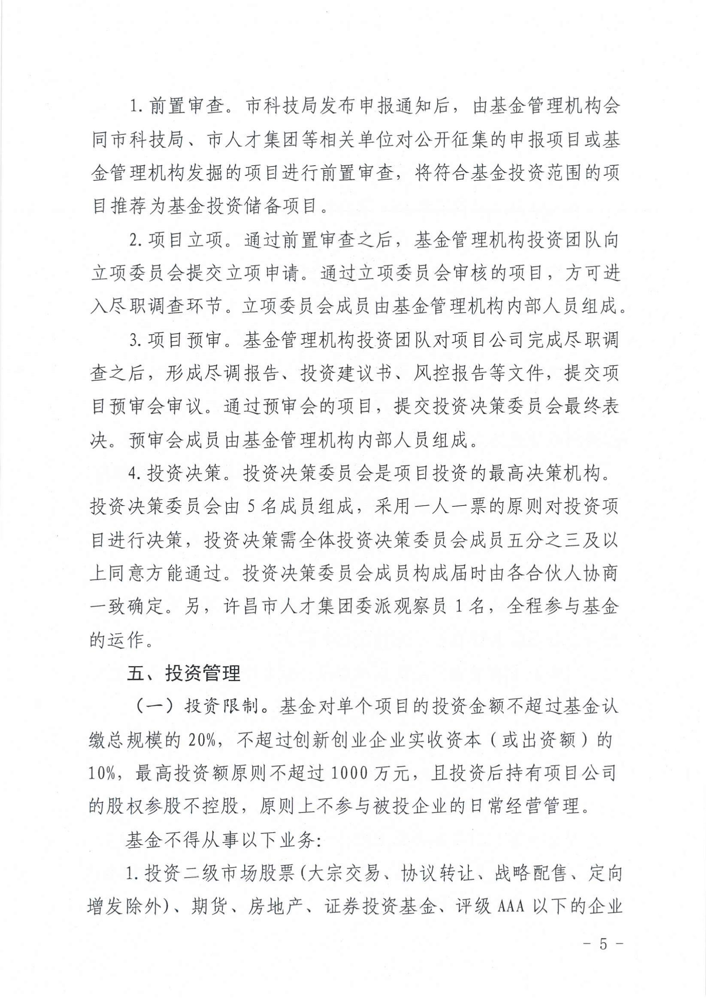 1. 前置审查。市科技局发布申报通知后，由基金管理机构会
同市科技局、市人才集团等相关单位对公开征集的申报项目或基
金管理机构发掘的项目进行前置审查，将符合基金投资范围的项
目推荐为基金投资储备项目。
2. 项目立项。通过前置审查之后，基金管理机构投资团队向
立项委员会提交立项申请。通过立项委员会审核的项目，方可进
入尽职调查环节。立项委员会成员由基金管理机构内部人员组成。
3. 项目预审。基金管理机构投资团队对项目公司完成尽职调
查之后，形成尽调报告、投资建议书、风控报告等文件，提交项
目预审会审议。通过预审会的项目，提交投资决策委员会最终表
决。预审会成员由基金管理机构内部人员组成。
4. 投资决策。投资决策委员会是项目投资的最高决策机构。
投资决策委员会由 5 名成员组成，采用一人一票的原则对投资项
目进行决策，投资决策需全体投资决策委员会成员五分之三及以
上同意方能通过。投资决策委员会成员构成届时由各合伙人协商
一致确定。另，许昌市人才集团委派观察员 1 名，全程参与基金
的运作。
五、投资管理
（一）投资限制。基金对单个项目的投资金额不超过基金认
缴总规模的 20%，不超过创新创业企业实收资本（或出资额）的
10%，最高投资额原则不超过 1000 万元，且投资后持有项目公司
的股权参股不控股，原则上不参与被投企业的日常经营管理。
基金不得从事以下业务：
1. 投资二级市场股票(大宗交易、协议转让、战略配售、定向
增发除外)、期货、房地产、证券投资基金、评级 AAA 以下的企业
- 5 -